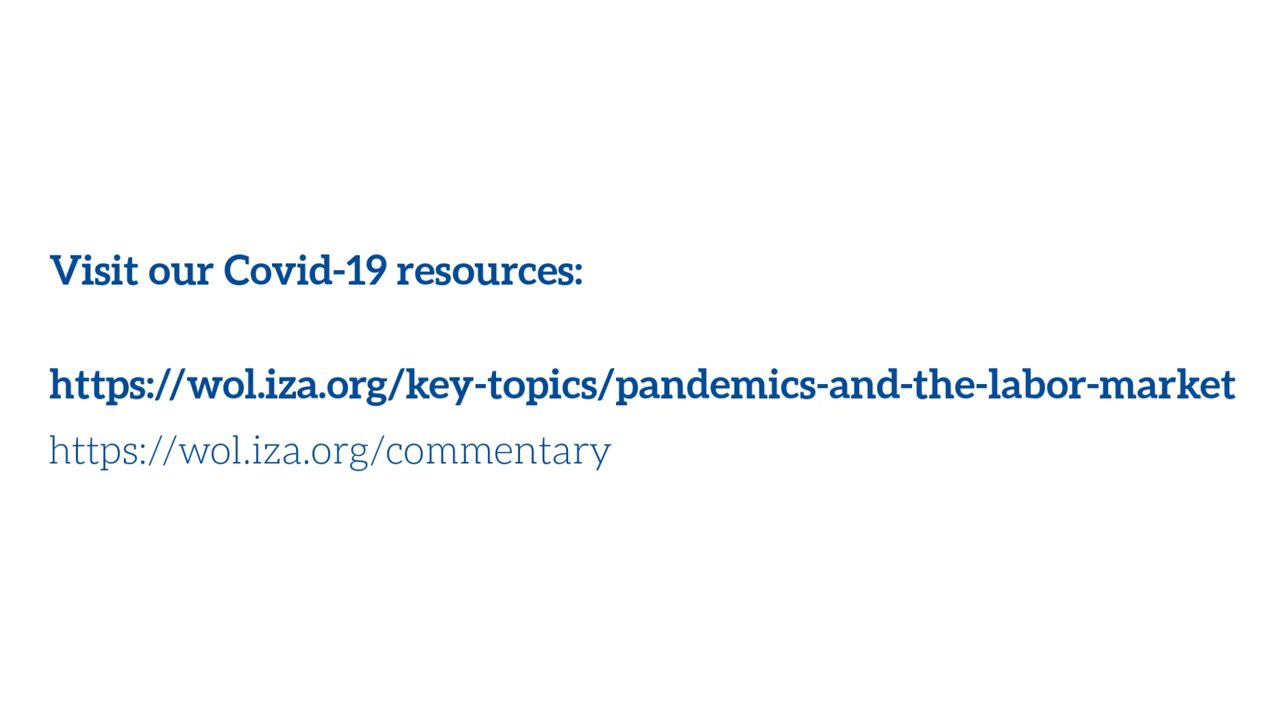 Visit our Covid-19 resources:
https://wol.iza.org/key-topics/pandemics-and-the-labor-market
https://wol.iza.org/commentary